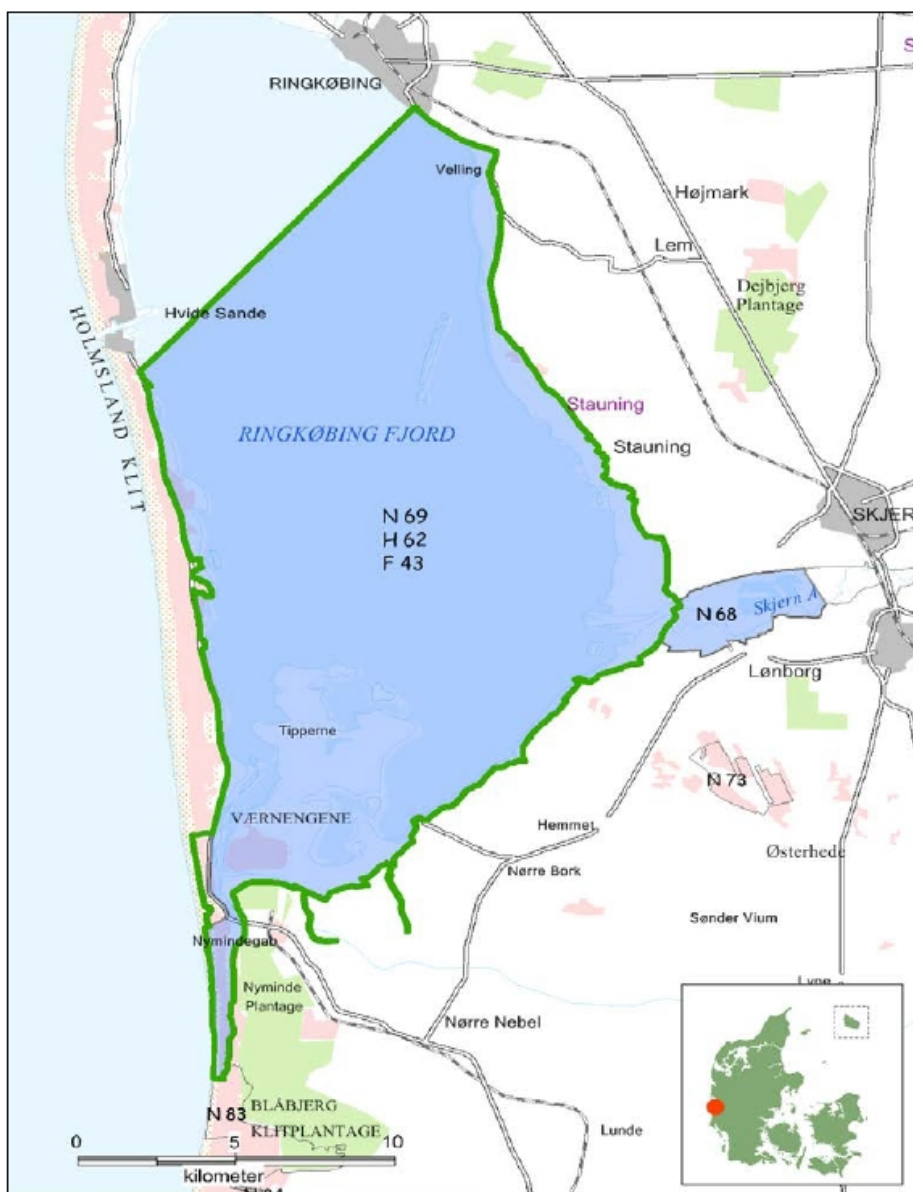 S
RINGKØBING
Velling
Højmark
Lem
Dejbjerg
Plantage
Hvide Sande
HOLMSLAND KLIT
Stauning
RINGKØBING FJORD
Stauning
N 69
H 62
F 43
SKJER
N 68
Skjern Å
Lønborg
Tipperne
N 73
VÆRNENGENE
Hemmet
Østerhede
Nørre Bork
Sønder Vium
Nymindegab
Lyne
Nyminde
Plantage
Nørre Nebel
N 83
BLÅBJERG
KLITPLANTAGE
Lunde
0 5 10
kilometer